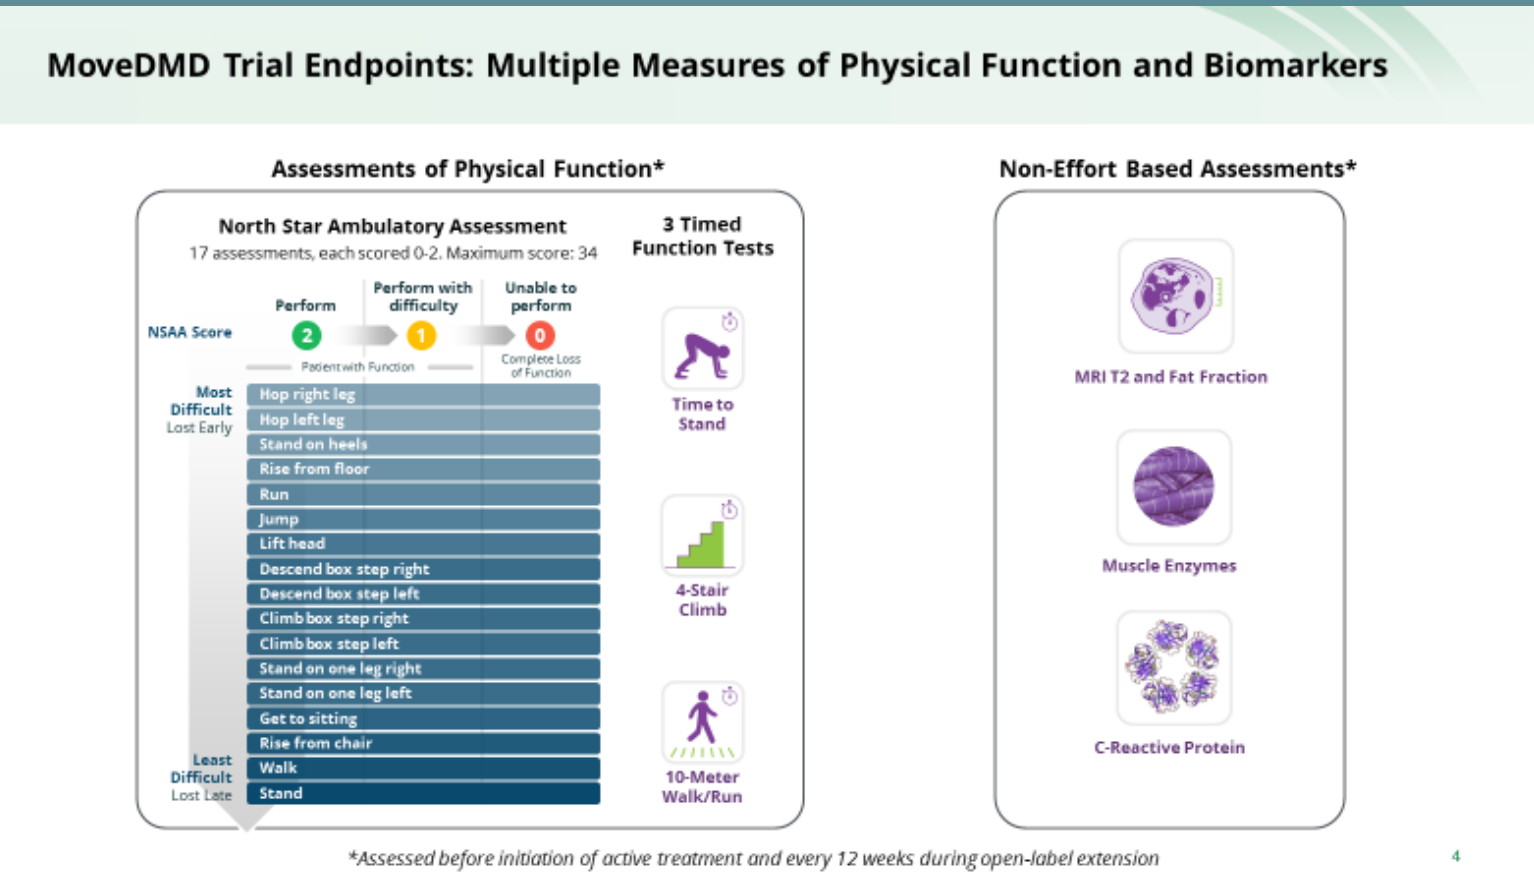 MoveDMD Trial Endpoints: Multiple Measures of Physical Function and Biomarkers
Assessments of Physical Function*
North Star Ambulatory Assessment
17 assessments, each scored 0-2. Maximum score: 34
Perform
Perform with
difficulty
Unable to
perform
NSAA Score
2
1
0
Patient with Function
Complete Loss
of Function
Most
Difficult
Lost Early
Hop right leg
Hop left leg
Stand on heels
Rise from floor
Run
Jump
Lift head
Descend box step right
Descend box step left
Climb box step right
Climb box step left
Stand on one leg right
Stand on one leg left
Get to sitting
Rise from chair
Walk
Stand
Least
Difficult
Lost Late
3 Timed
Function Tests
Time to
Stand
4-Stair
Climb
10-Meter
Walk/Run
Non-Effort Based Assessments*
MRI T2 and Fat Fraction
Muscle Enzymes
C-Reactive Protein
*Assessed before initiation of active treatment and every 12 weeks during open-label extension
4